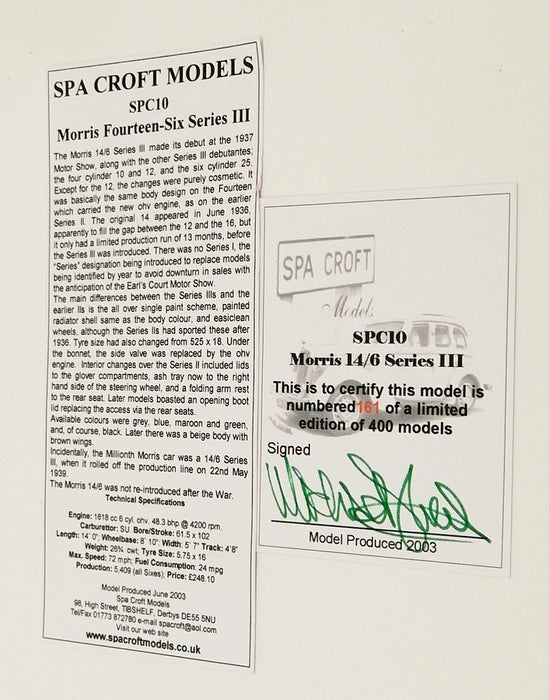 SPA CROFT MODELS
SPC10
Morris Fourteen-Six Series III
The Morris 14/6 Series III made its debut at the 1937
Motor Show, along with the other Series III debutantes;
the four cylinder 10 and 12, and the six cylinder 25.
Except for the 12, the changes were purely cosmetic. It
was basically the same body design on the Fourteen
which carried the new ohv engine, as on the earlier
Series II. The original 14 appeared in June 1936,
apparently to fill the gap between the 12 and the 16, but
it only had a limited production run of 13 months, before
the Series III was introduced. There was no Series I, the
"Series" designation being introduced to replace models
being identified by year to avoid downturn in sales with
the anticipation of the Earl's Court Motor Show.
The main differences between the Series IIIs and the
earlier IIs is the all over single paint scheme, painted
radiator shell same as the body colour, and easiclean
wheels, although the Series IIs had sported these after
1936. Tyre size had also changed from 525 x 18. Under
the bonnet, the side valve was replaced by the ohv
engine. Interior changes over the Series II included lids
to the glover compartments, ash tray now to the right
hand side of the steering wheel, and a folding arm rest
to the rear seat. Later models boasted an opening boot
lid replacing the access via the rear seats.
Available colours were grey, blue, maroon and green,
and, of course, black. Later there was a beige body with
brown wings.
Incidentally, the Millionth Morris car was a 14/6 Series
III, when it rolled off the production line on 22nd May
1939.
The Morris 14/6 was not re-introduced after the War.
Technical Specifications
Engine: 1818 cc 6 cyl. ohv. 48.3 bhp @ 4200 rpm.
Carburettor: SU. Bore/Stroke: 61.5 x 102
Length: 14' 0"; Wheelbase: 8' 10"; Width: 5' 7" Track: 4'8"
Weight: 26¾ cwt; Tyre Size: 5.75 x 16
Max. Speed: 72 mph; Fuel Consumption: 24 mpg
Production: 5,409 (all Sixes); Price: £248.10
Model Produced June 2003
Spa Croft Models
98, High Street, TIBSHELF, Derbys DE55 5NU
Tel/Fax 01773 872780 e-mail spacroft@aol.com
Visit our web site
www.spacroftmodels.co.uk
SPA CROFT
Models
SPC10
Morris 14/6 Series III
This is to certify this model is
numbered 161 of a limited
edition of 400 models
Signed
Model Produced 2003